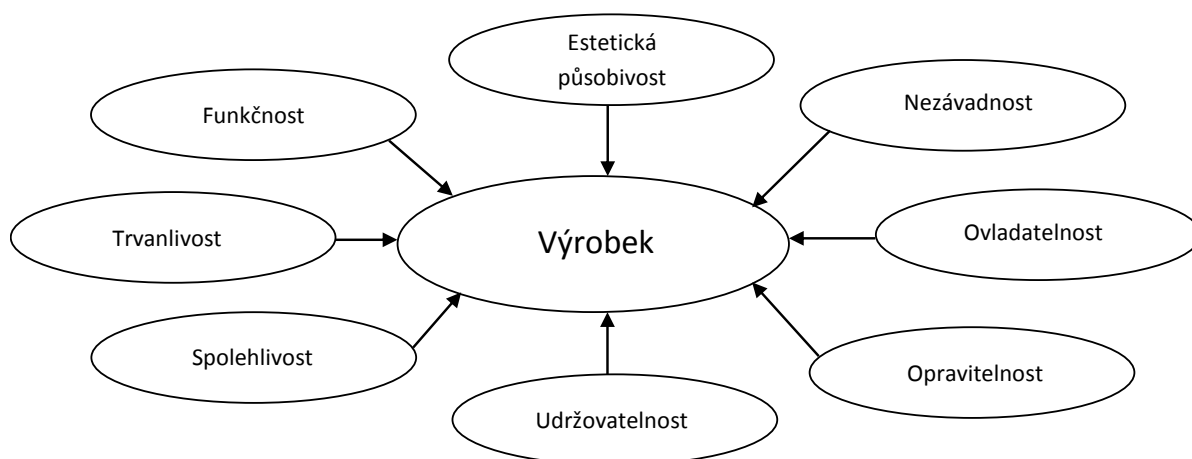 Estetická
působivost
Funkčnost
Nezávadnost
Trvanlivost
Výrobek
Ovladatelnost
Spolehlivost
Opravitelnost
Udržovatelnost